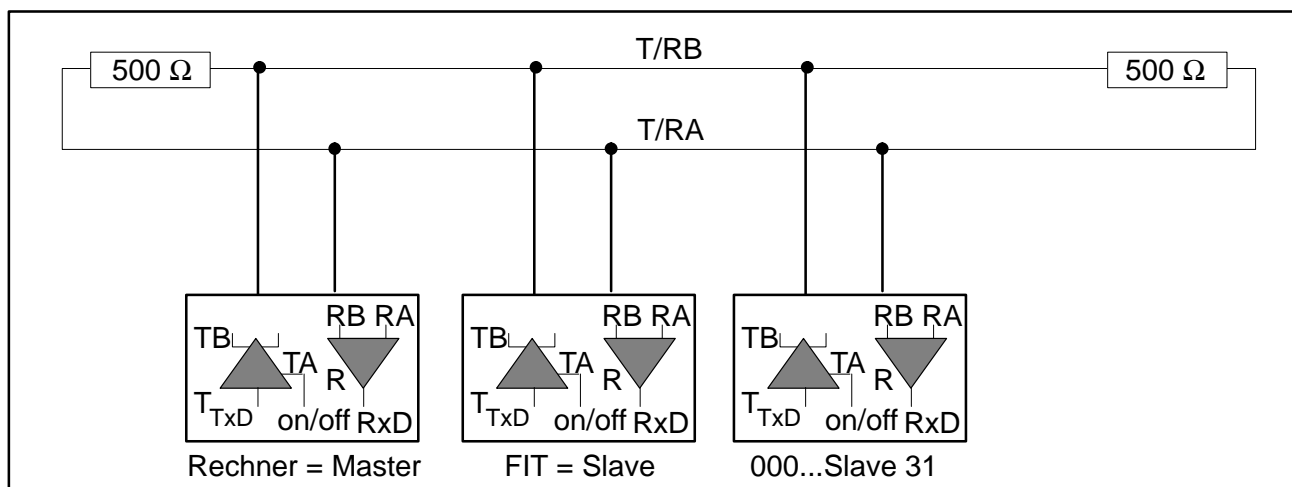 T/RB
500 Ω 500 Ω
T/RA
RB RA RB RA RB RA
TB TB TB
TA TA TA
R R R
T TxD on/off RxD T TxD on/off RxD T TxD on/off RxD
Rechner = Master FIT = Slave 000...Slave 31